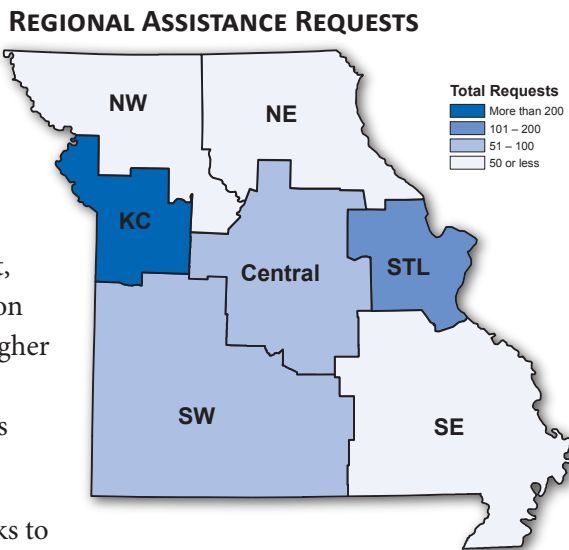 REGIONAL ASSISTANCE REQUESTS
NW
NE
Total Requests
More than 200
101 – 200
51 – 100
50 or less
KC
Central
STL
on
SW
SE
ks to